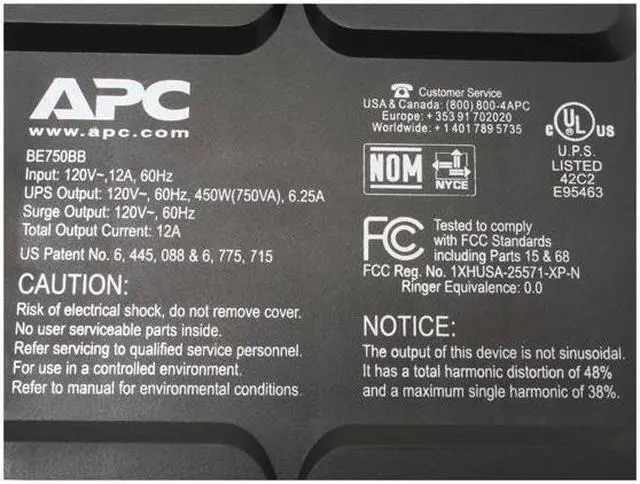 APC
www.apc.com
BE750BB
Input: 120V~,12A, 60Hz
UPS Output: 120V~, 60Hz, 450W(750VA), 6.25A
Surge Output: 120V~, 60Hz
Total Output Current: 12A
US Patent No. 6, 445, 088 & 6, 775, 715
CAUTION:
Risk of electrical shock, do not remove cover.
No user serviceable parts inside.
Refer servicing to qualified service personnel.
For use in a controlled environment.
Refer to manual for environmental conditions.
Customer Service
USA & Canada: (800) 800-4APC
Europe: +353 91 702020
Worldwide: +1 401 789 5735
NOM
NYCE
C UL US
U.P.S.
LISTED
42C2
E95463
FC
Tested to comply
with FCC Standards
including Parts 15 & 68
FCC Reg. No. 1XHUSA-25571-XP-N
Ringer Equivalence: 0.0
NOTICE:
The output of this device is not sinusoidal.
It has a total harmonic distortion of 48%
and a maximum single harmonic of 38%.